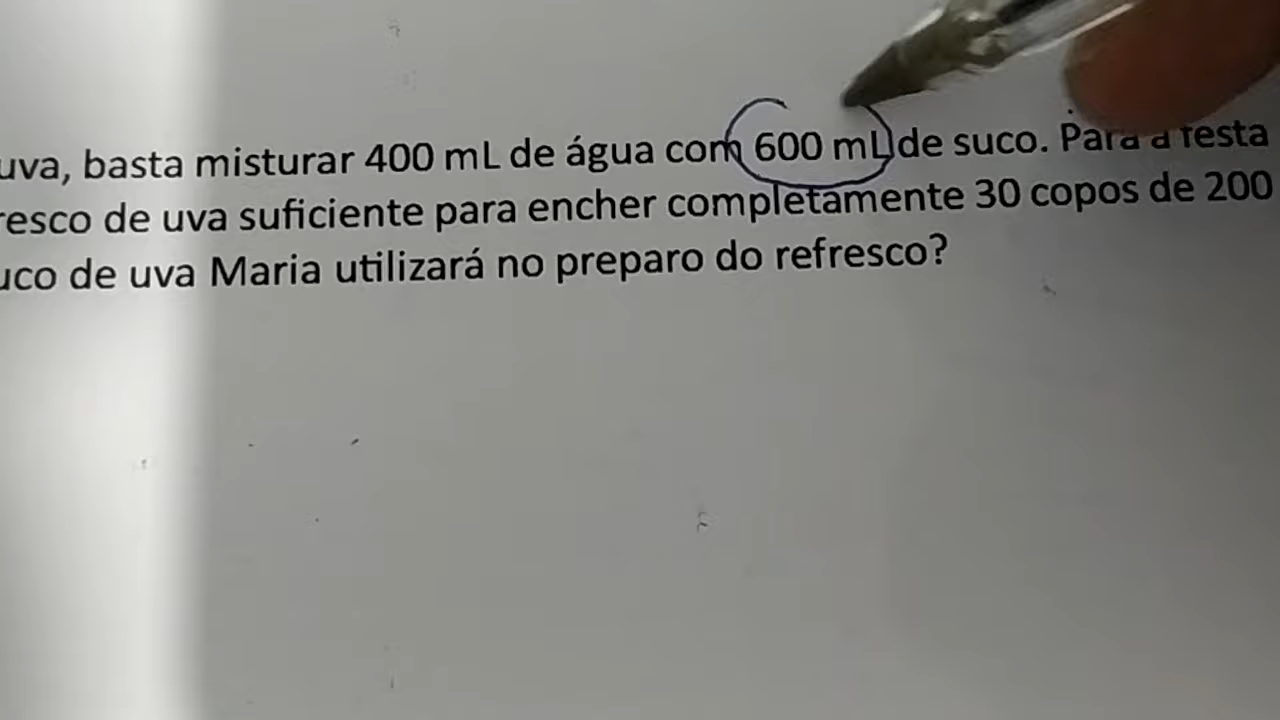 uva, basta misturar 400 mL de água com 600 mL de suco. Para a festa
resco de uva suficiente para encher completamente 30 copos de 200
uco de uva Maria utilizará no preparo do refresco?